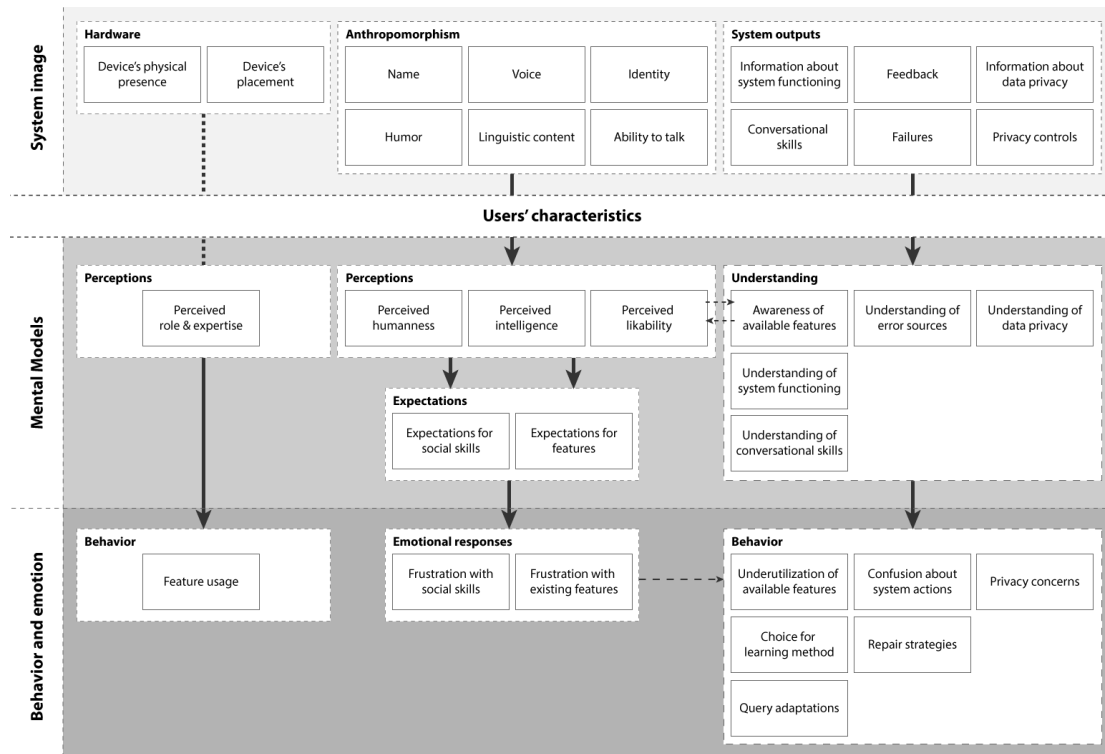 System image
Hardware
Device's physical
presence
Device's
placement
Anthropomorphism
Name
Voice
Identity
Humor
Linguistic content
Ability to talk
System outputs
Information about
system functioning
Feedback
Information about
data privacy
Conversational
skills
Failures
Privacy controls
Users' characteristics
Mental Models
Perceptions
Perceived
role & expertise
Perceptions
Perceived
humanness
Perceived
intelligence
Perceived
likability
Understanding
Awareness of
available features
Understanding of
error sources
Understanding of
data privacy
Understanding of
system functioning
Understanding of
conversational skills
Expectations
Expectations for
social skills
Expectations for
features
Behavior and emotion
Behavior
Feature usage
Emotional responses
Frustration with
social skills
Frustration with
existing features
Behavior
Underutilization of
available features
Confusion about
system actions
Privacy concerns
Choice for
learning method
Repair strategies
Query adaptations